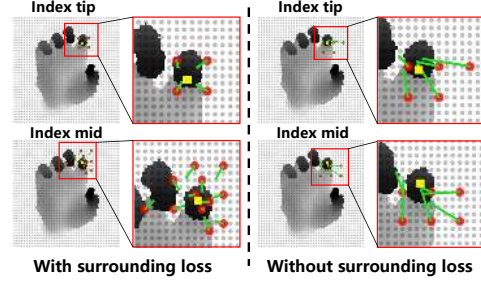 Index tip
Index tip
Index mid
Index mid
With surrounding loss
Without surrounding loss